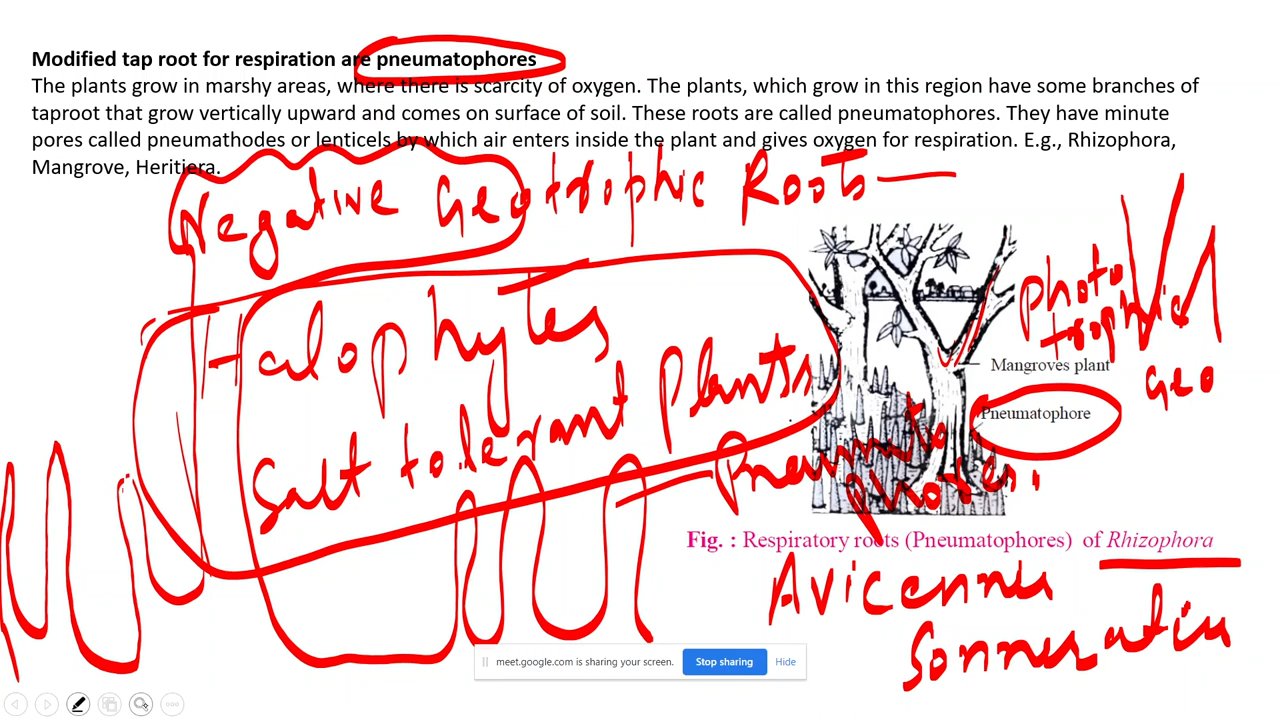 Modified tap root for respiration are pneumatophores
The plants grow in marshy areas, where there is scarcity of oxygen. The plants, which grow in this region have some branches of
taproot that grow vertically upward and comes on surface of soil. These roots are called pneumatophores. They have minute
pores called pneumathodes or lenticels by which air enters inside the plant and gives oxygen for respiration. E.g., Rhizophora,
Mangrove, Heritiera.
Negative Geotrophic Roots
Photo
trophic
Geo
Halophytes
Salt tolerant Plants
Mangroves plant
Pneumatophore
Pneumato
phores.
Fig. : Respiratory roots (Pneumatophores) of Rhizophora
Avicennia
Sonneratia
meet.google.com is sharing your screen.
Stop sharing
Hide